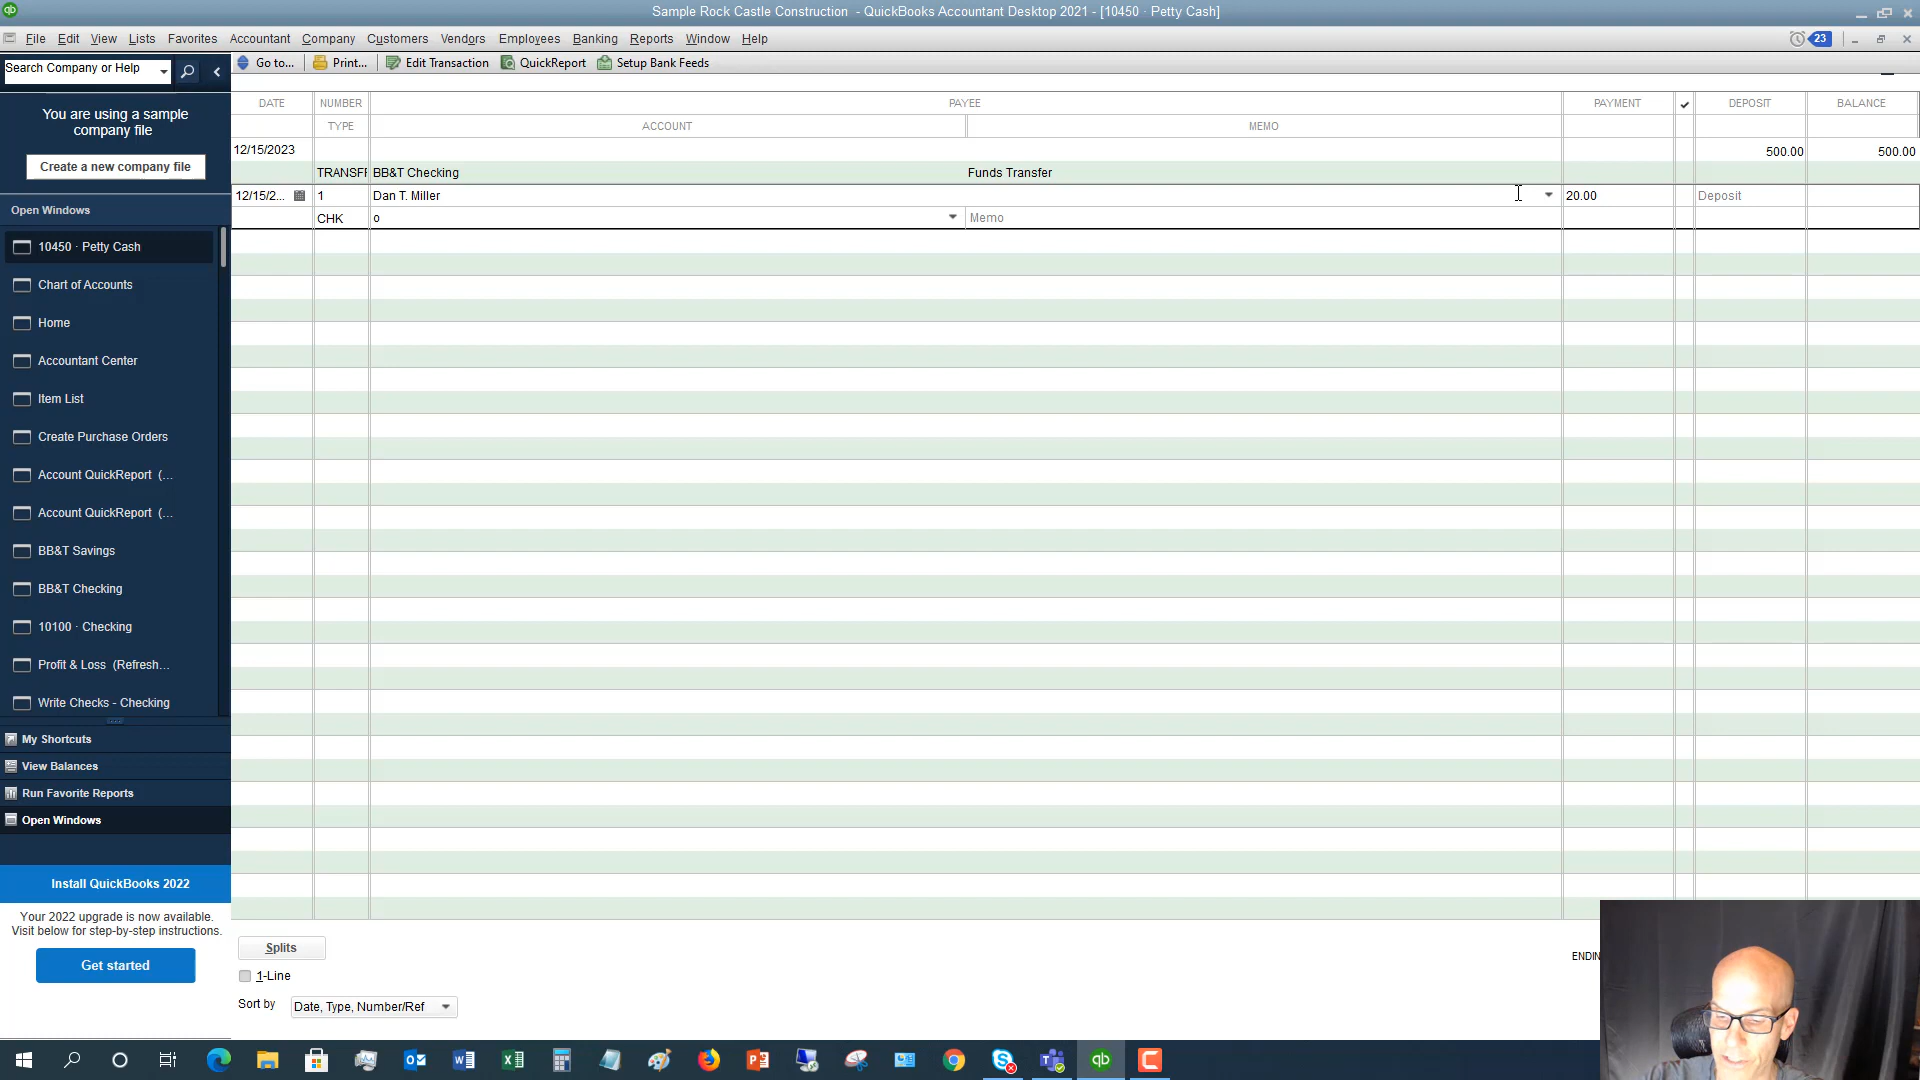 Sample Rock Castle Construction - QuickBooks Accountant Desktop 2021 - [10450 · Petty Cash]
File Edit View Lists Favorites Accountant Company Customers Vendors Employees Banking Reports Window Help
23
Search Company or Help
Go to... Print... Edit Transaction QuickReport Setup Bank Feeds
You are using a sample
company file
Create a new company file
Open Windows
10450 · Petty Cash
Chart of Accounts
Home
Accountant Center
Item List
Create Purchase Orders
Account QuickReport (...
Account QuickReport (...
BB&T Savings
BB&T Checking
10100 · Checking
Profit & Loss (Refresh...
Write Checks - Checking
My Shortcuts
View Balances
Run Favorite Reports
Open Windows
Install QuickBooks 2022
Your 2022 upgrade is now available.
Visit below for step-by-step instructions.
Get started
DATE NUMBER PAYEE PAYMENT ✓ DEPOSIT BALANCE
TYPE ACCOUNT MEMO
12/15/2023 500.00 500.00
TRANSFR BB&T Checking Funds Transfer
12/15/2... 1 Dan T. Miller 20.00 Deposit
CHK o Memo
Splits
1-Line
ENDIN
Sort by Date, Type, Number/Ref